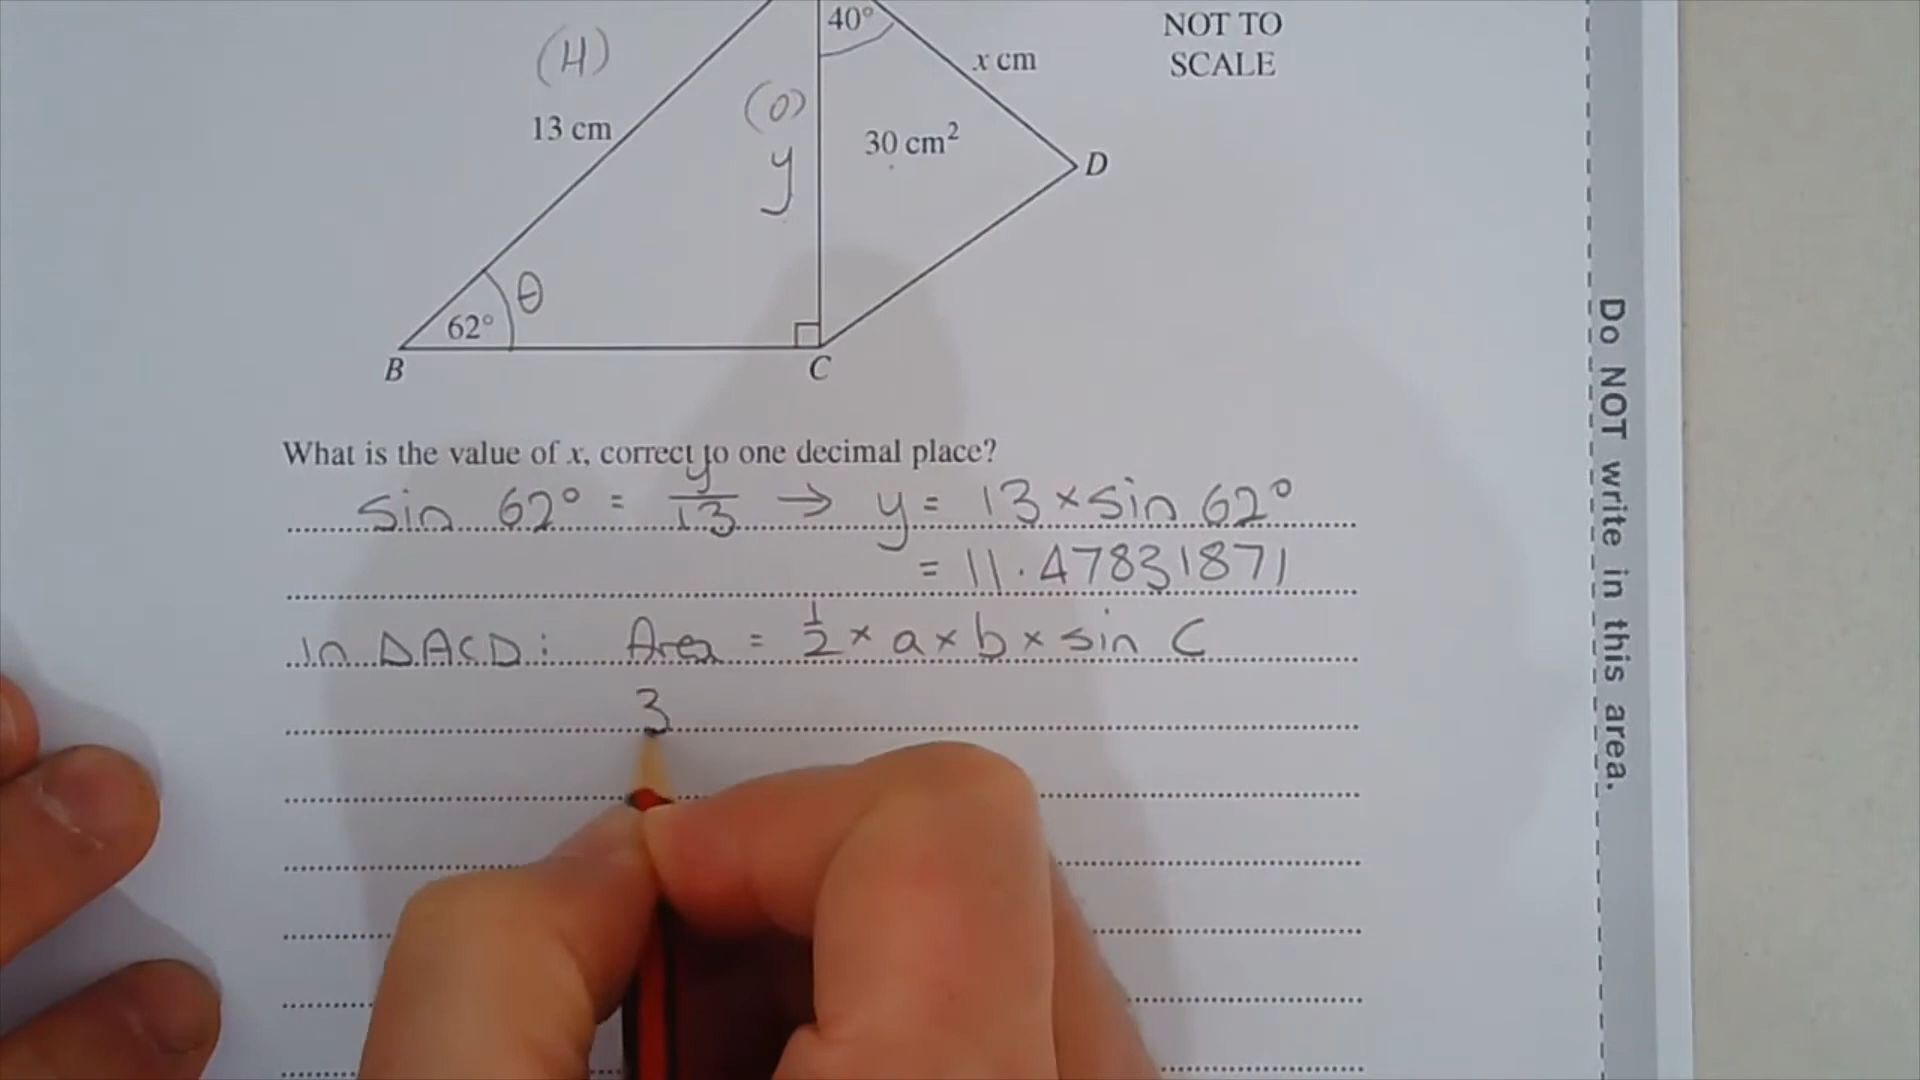 40°
NOT TO
SCALE
(H)
x cm
13 cm
(O)
y
30 cm²
D
θ
62°
B
C
What is the value of x, correct to one decimal place?
sin 62° = y/13 → y = 13 × sin 62°
= 11.47831871
In ΔACD: Area = 1/2 × a × b × sin C
3
Do NOT write in this area.